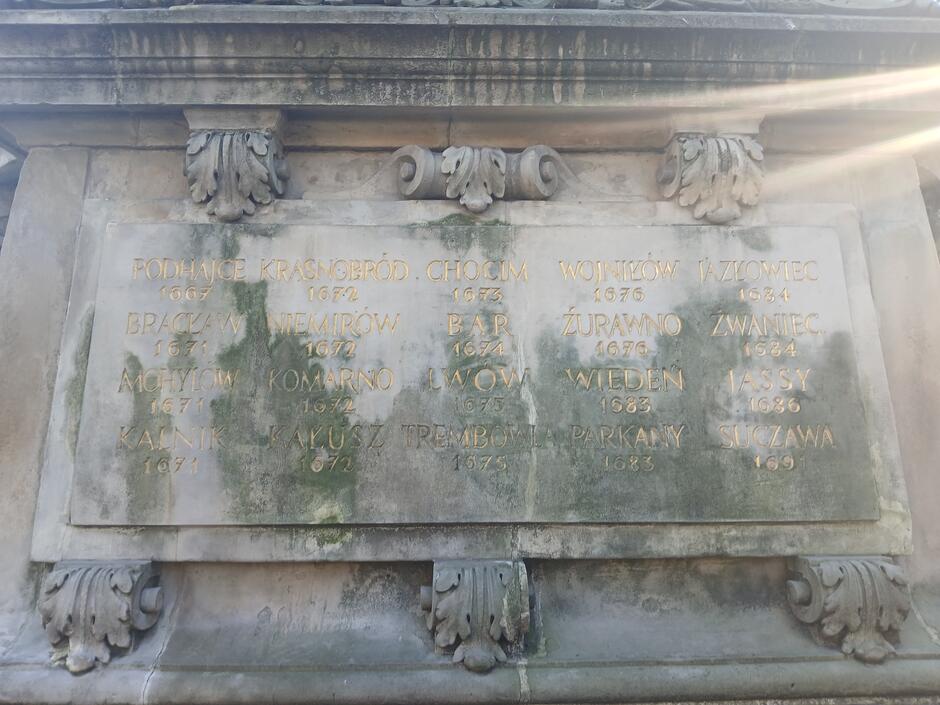 PODHAJCE KRASNOBRÓD CHOCIM WOJNIŁÓW JAZŁOWIEC
1667 1672 1673 1676 1684
BRACŁAW NIEMIRÓW BAR ŻURAWNO ŻWANIEC
1671 1672 1674 1676 1684
MOHYLOW KOMARNO LWÓW WIEDEŃ JASSY
1671 1672 1675 1683 1686
KALNIK KAŁUSZ TREMBOWLA PARKANY SUCZAWA
1671 1672 1675 1683 1691